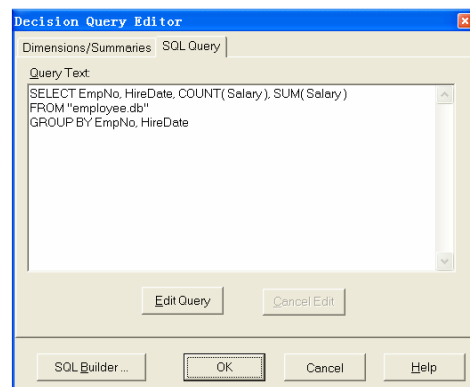 Decision Query Editor
Dimensions/Summaries SQL Query
Query Text:
SELECT EmpNo, HireDate, COUNT( Salary ), SUM( Salary )
FROM "employee.db"
GROUP BY EmpNo, HireDate
Edit Query Cancel Edit
SQL Builder ... OK Cancel Help